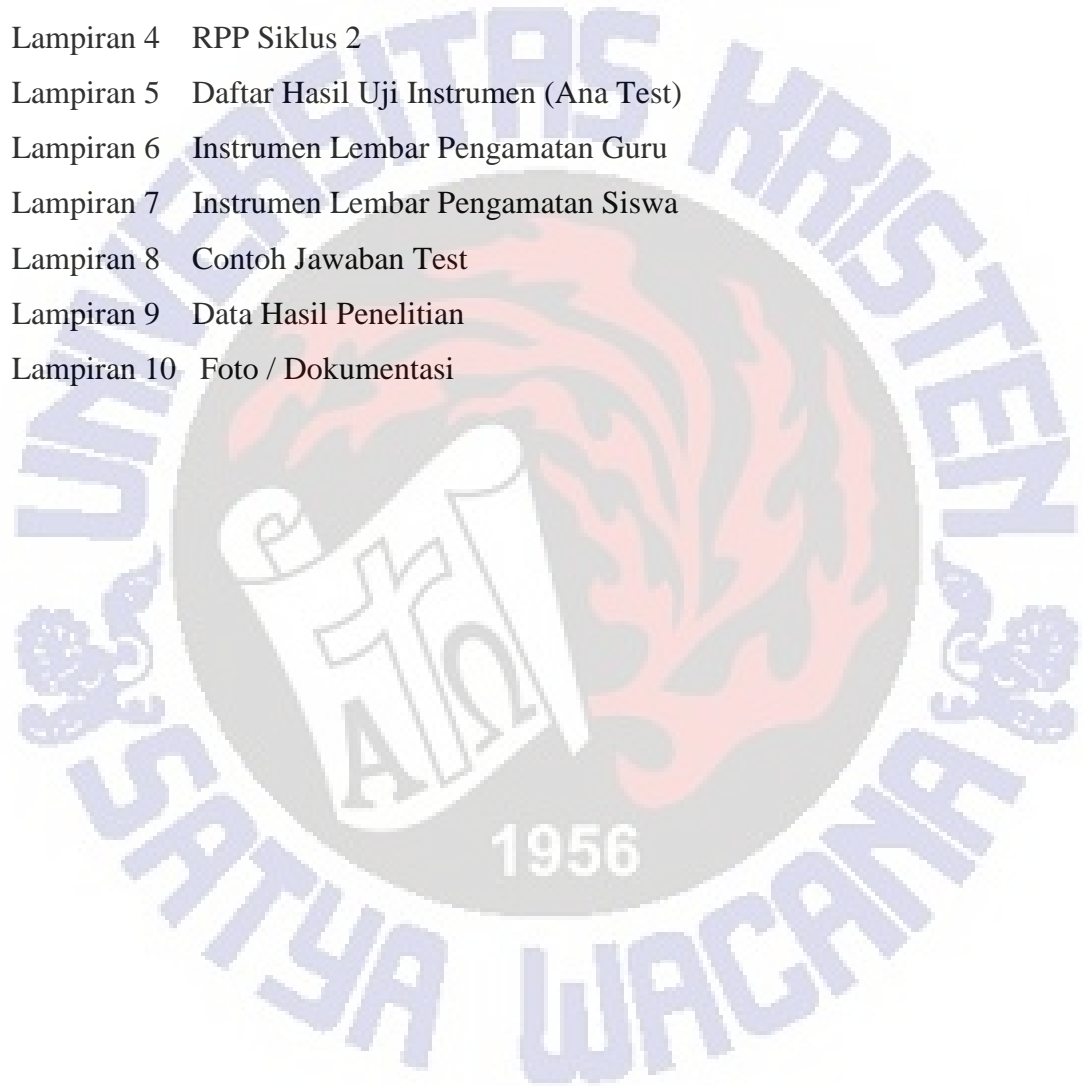 Lampiran 4 RPP Siklus 2
Lampiran 5 Daftar Hasil Uji Instrumen (Ana Test)
Lampiran 6 Instrumen Lembar Pengamatan Guru
Lampiran 7 Instrumen Lembar Pengamatan Siswa
Lampiran 8 Contoh Jawaban Test
Lampiran 9 Data Hasil Penelitian
Lampiran 10 Foto / Dokumentasi
UNIVERSITAS KRISTEN
ΑΩ
1956
SATYA WACANA